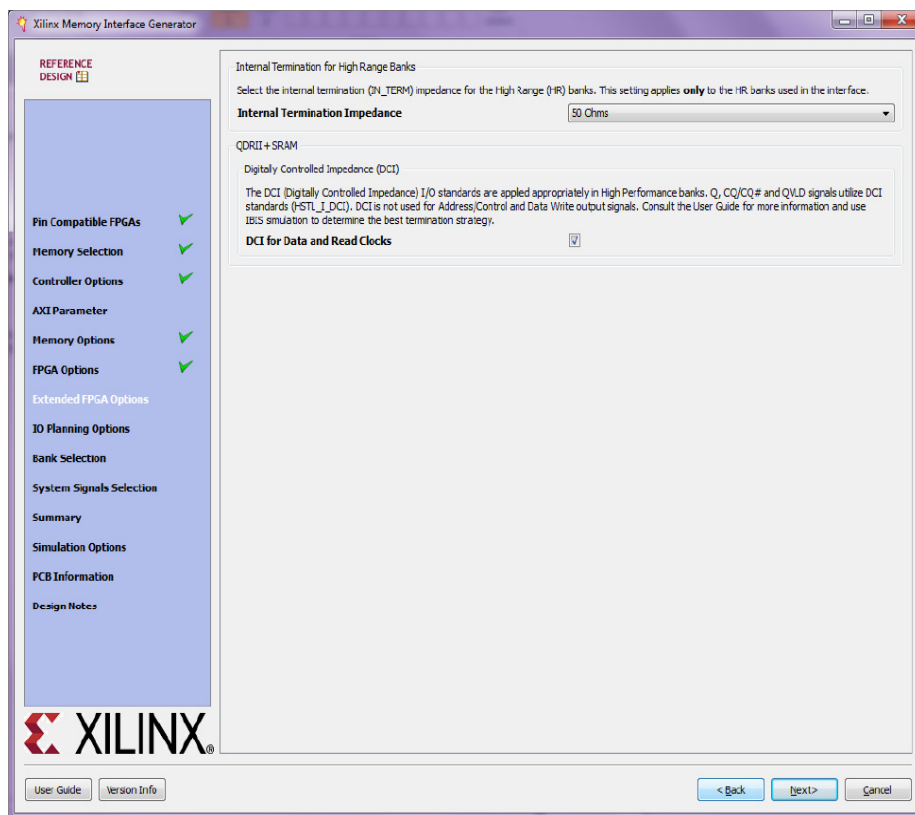 Xilinx Memory Interface Generator
REFERENCE
DESIGN
Pin Compatible FPGAs
Memory Selection
Controller Options
AXI Parameter
Memory Options
FPGA Options
Extended FPGA Options
IO Planning Options
Bank Selection
System Signals Selection
Summary
Simulation Options
PCB Information
Design Notes
XILINX®
Internal Termination for High Range Banks
Select the internal termination (IN_TERM) impedance for the High Range (HR) banks. This setting applies only to the HR banks used in the interface.
Internal Termination Impedance
50 Ohms
QDRII+ SRAM
Digitally Controlled Impedance (DCI)
The DCI (Digitally Controlled Impedance) I/O standards are appled appropriately in High Performance banks. Q, CQ/CQ# and QVLD signals utilize DCI
standards (HSTL_I_DCI). DCI is not used for Address/Control and Data Write output signals. Consult the User Guide for more information and use
IBIS simulation to determine the best termination strategy.
DCI for Data and Read Clocks
User Guide
Version Info
< Back
Next>
Cancel